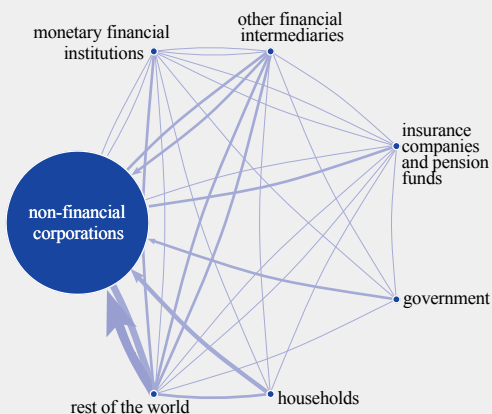 monetary financial
institutions
other financial
intermediaries
insurance
companies
and pension
funds
non-financial
corporations
government
households
rest of the world